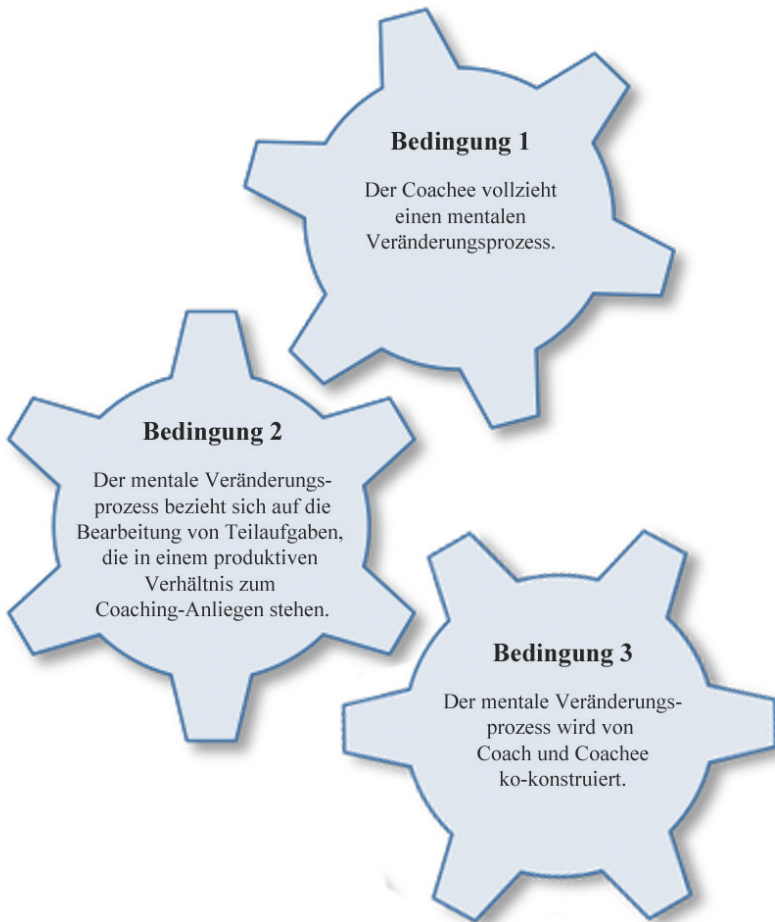 Bedingung 1
Der Coachee vollzieht
einen mentalen
Veränderungsprozess.
Bedingung 2
Der mentale Veränderungs-
prozess bezieht sich auf die
Bearbeitung von Teilaufgaben,
die in einem produktiven
Verhältnis zum
Coaching-Anliegen stehen.
Bedingung 3
Der mentale Veränderungs-
prozess wird von
Coach und Coachee
ko-konstruiert.